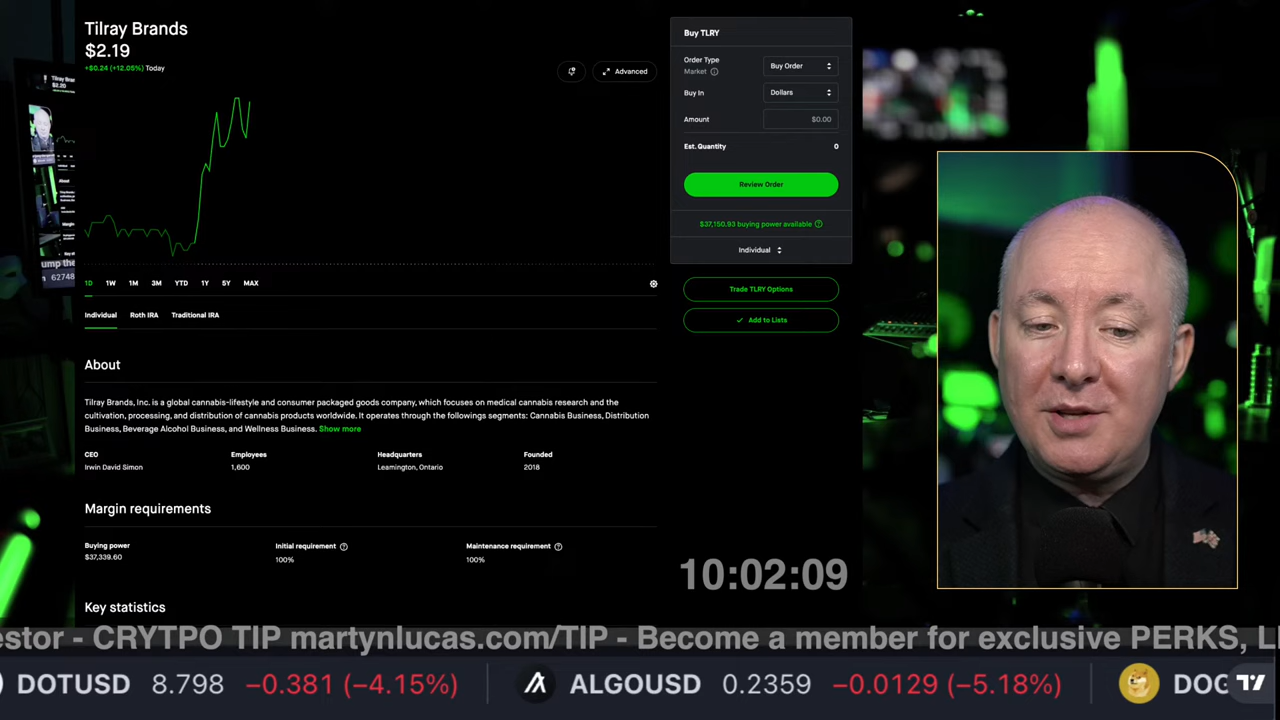 Tilray Brands
$2.19
+$0.24 (+12.05%) Today
Advanced
1D 1W 1M 3M YTD 1Y 5Y MAX
Individual Roth IRA Traditional IRA
About
Tilray Brands, Inc. is a global cannabis-lifestyle and consumer packaged goods company, which focuses on medical cannabis research and the
cultivation, processing, and distribution of cannabis products worldwide. It operates through the followings segments: Cannabis Business, Distribution
Business, Beverage Alcohol Business, and Wellness Business. Show more
CEO Employees Headquarters Founded
Irwin David Simon 1,600 Leamington, Ontario 2018
Margin requirements
Buying power Initial requirement Maintenance requirement
$37,339.60 100% 100%
Key statistics
Buy TLRY
Order Type Buy Order
Market
Buy In Dollars
Amount $0.00
Est. Quantity 0
Review Order
$37,150.93 buying power available
Individual
Trade TLRY Options
Add to Lists
10:02:09
estor - CRYTPO TIP martynlucas.com/TIP - Become a member for exclusive PERKS, L
DOTUSD 8.798 −0.381 (−4.15%) ALGOUSD 0.2359 −0.0129 (−5.18%) DOG